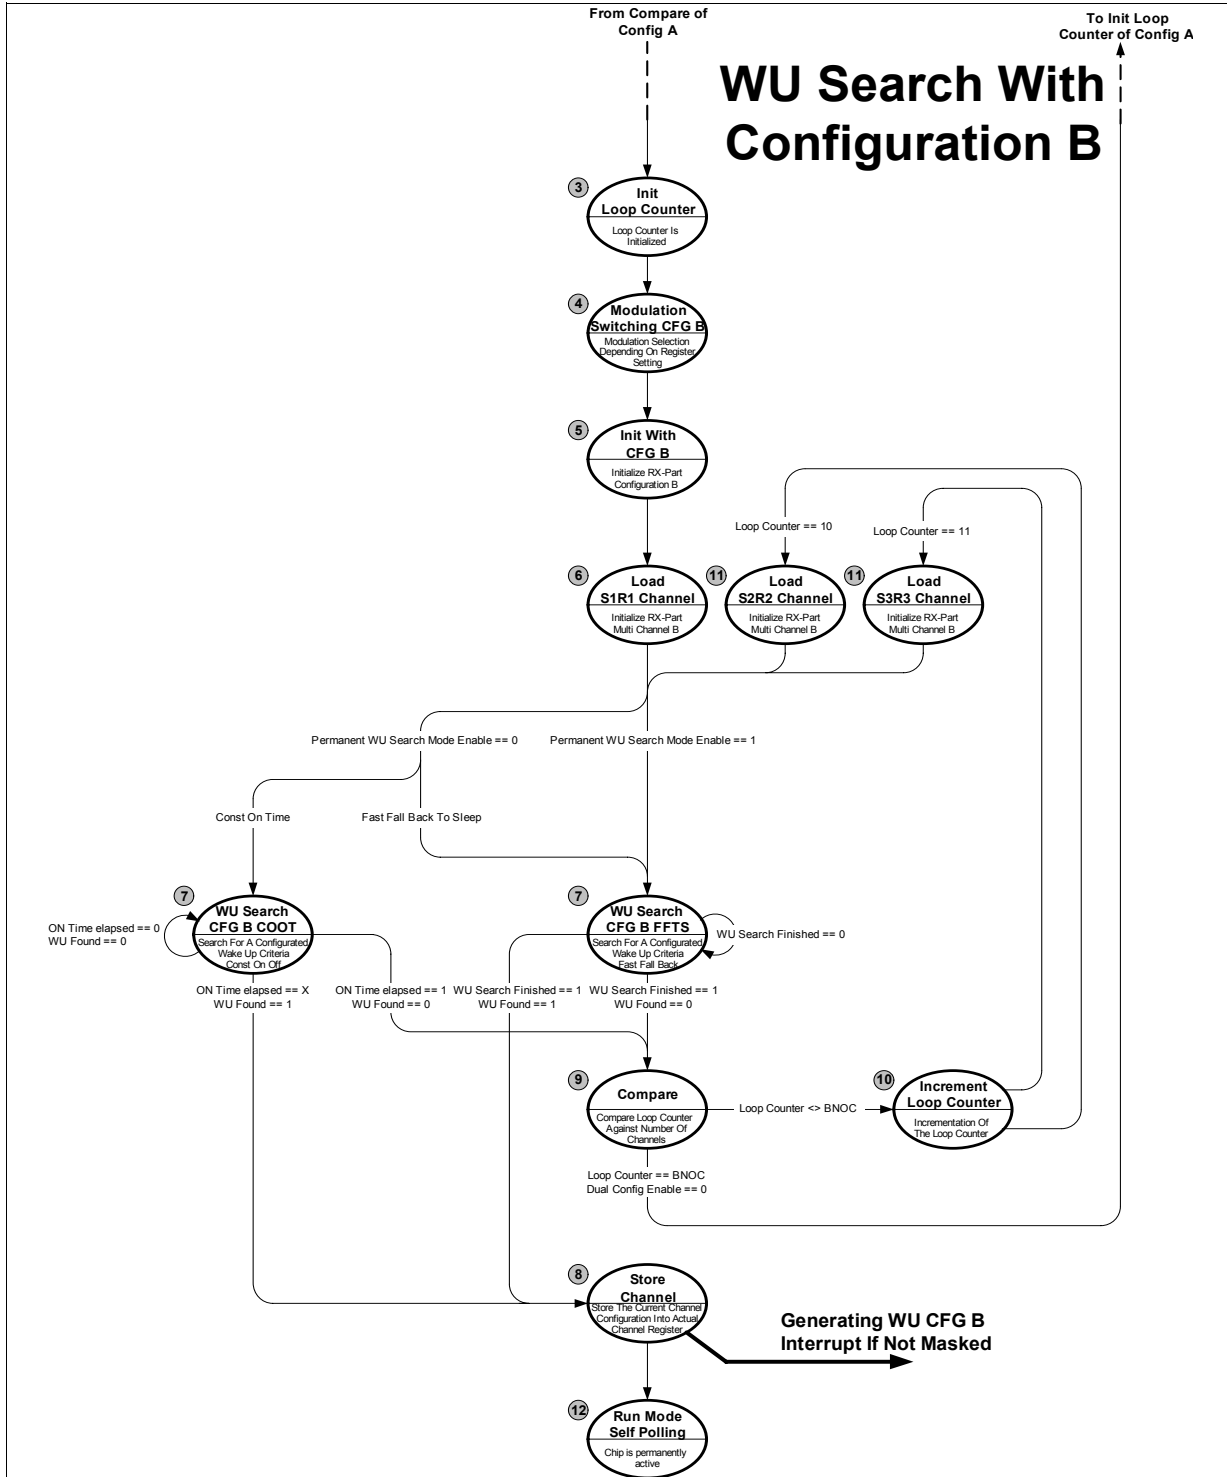 From Compare of
Config A
To Init Loop
Counter of Config A
WU Search With
Configuration B
3
Init
Loop Counter
Loop Counter Is
Initialized
4
Modulation
Switching CFG B
Modulation Selection
Depending On Register
Setting
5
Init With
CFG B
Initialize RX-Part
Configuration B
Loop Counter == 10
Loop Counter == 11
6
Load
S1R1 Channel
Initialize RX-Part
Multi Channel B
11
Load
S2R2 Channel
Initialize RX-Part
Multi Channel B
11
Load
S3R3 Channel
Initialize RX-Part
Multi Channel B
Permanent WU Search Mode Enable == 0
Permanent WU Search Mode Enable == 1
Const On Time
Fast Fall Back To Sleep
7
WU Search
CFG B COOT
Search For A Configurated
Wake Up Criteria
Const On Off
ON Time elapsed == 0
WU Found == 0
7
WU Search
CFG B FFTS
Search For A Configurated
Wake Up Criteria
Fast Fall Back
WU Search Finished == 0
ON Time elapsed == X
WU Found == 1
ON Time elapsed == 1
WU Found == 0
WU Search Finished == 1
WU Found == 1
WU Search Finished == 1
WU Found == 0
9
Compare
Compare Loop Counter
Against Number Of
Channels
Loop Counter <> BNOC
10
Increment
Loop Counter
Incrementation Of
The Loop Counter
Loop Counter == BNOC
Dual Config Enable == 0
8
Store
Channel
Store The Current Channel
Configuration Into Actual
Channel Register
Generating WU CFG B
Interrupt If Not Masked
12
Run Mode
Self Polling
Chip is permanently
active